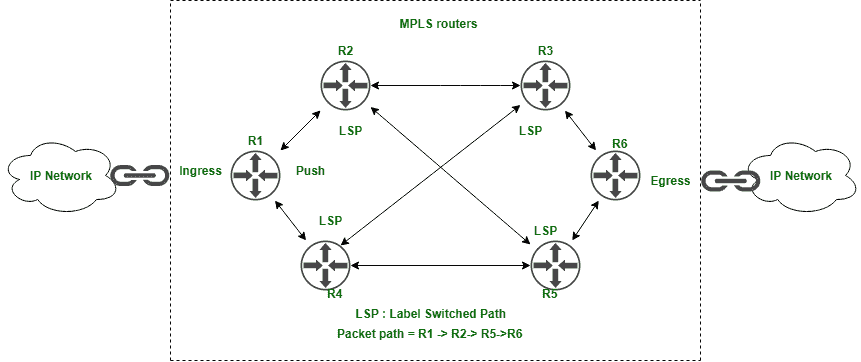 MPLS routers
R2
R3
LSP
LSP
R1
R6
IP Network
Ingress
Push
Egress
IP Network
LSP
LSP
R4
R5
LSP : Label Switched Path
Packet path = R1 -> R2-> R5->R6